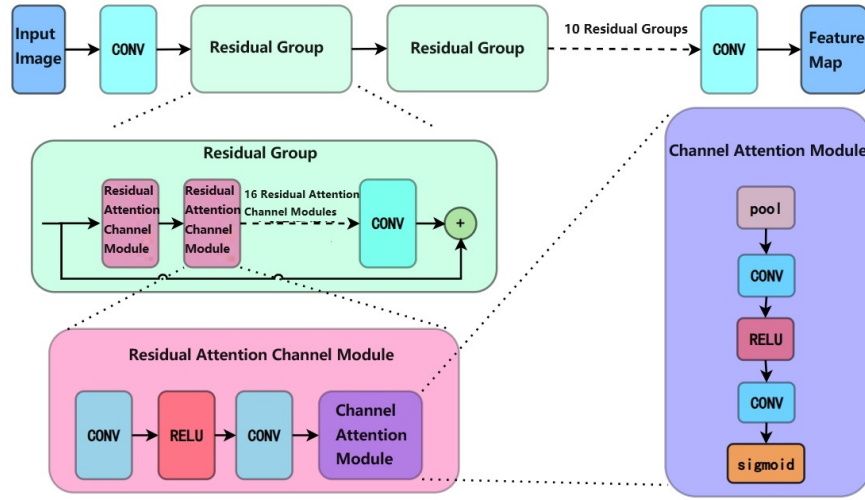 Input
Image
CONV
Residual Group
Residual Group
10 Residual Groups
CONV
Feature
Map
Residual Group
Residual
Attention
Channel
Module
Residual
Attention
Channel
Module
16 Residual Attention
Channel Modules
CONV
+
Residual Attention Channel Module
CONV
RELU
CONV
Channel
Attention
Module
Channel Attention Module
pool
CONV
RELU
CONV
sigmoid